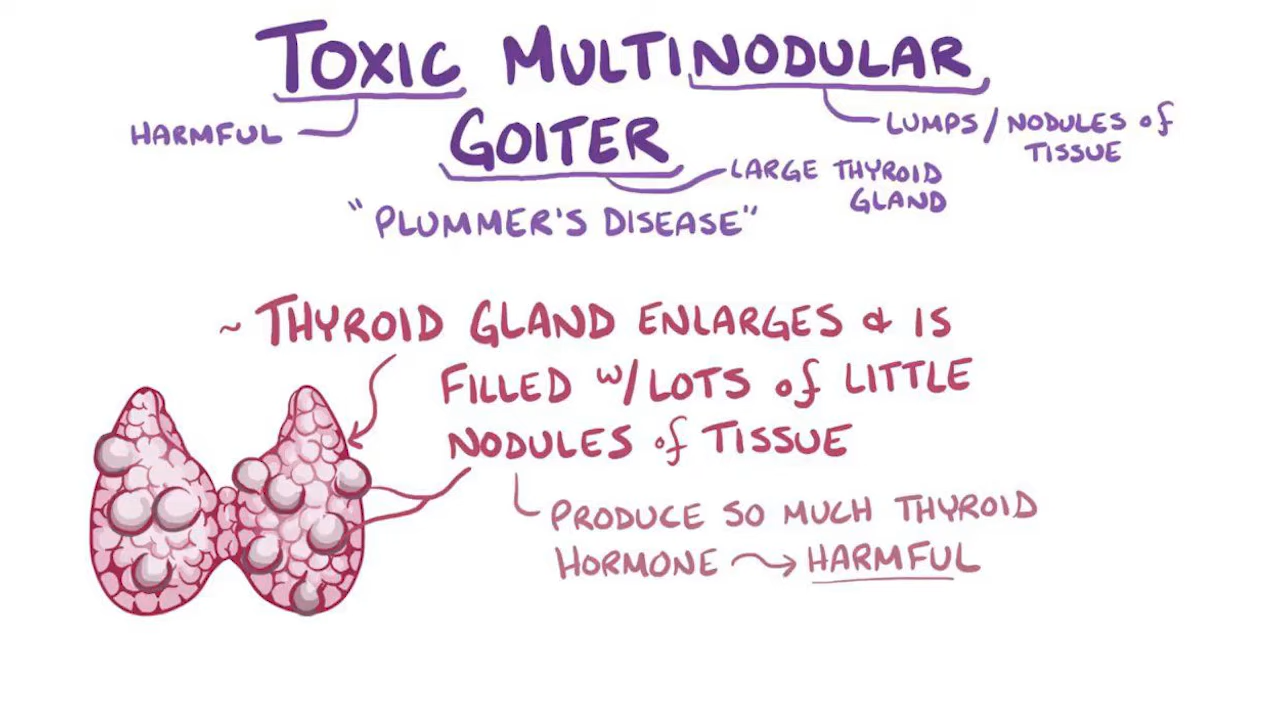 TOXIC MULTINODULAR
GOITER
HARMFUL
LUMPS/NODULES of
TISSUE
LARGE THYROID
GLAND
"PLUMMER'S DISEASE"
~ THYROID GLAND ENLARGES & IS
FILLED w/LOTS of LITTLE
NODULES of TISSUE
PRODUCE SO MUCH THYROID
HORMONE → HARMFUL